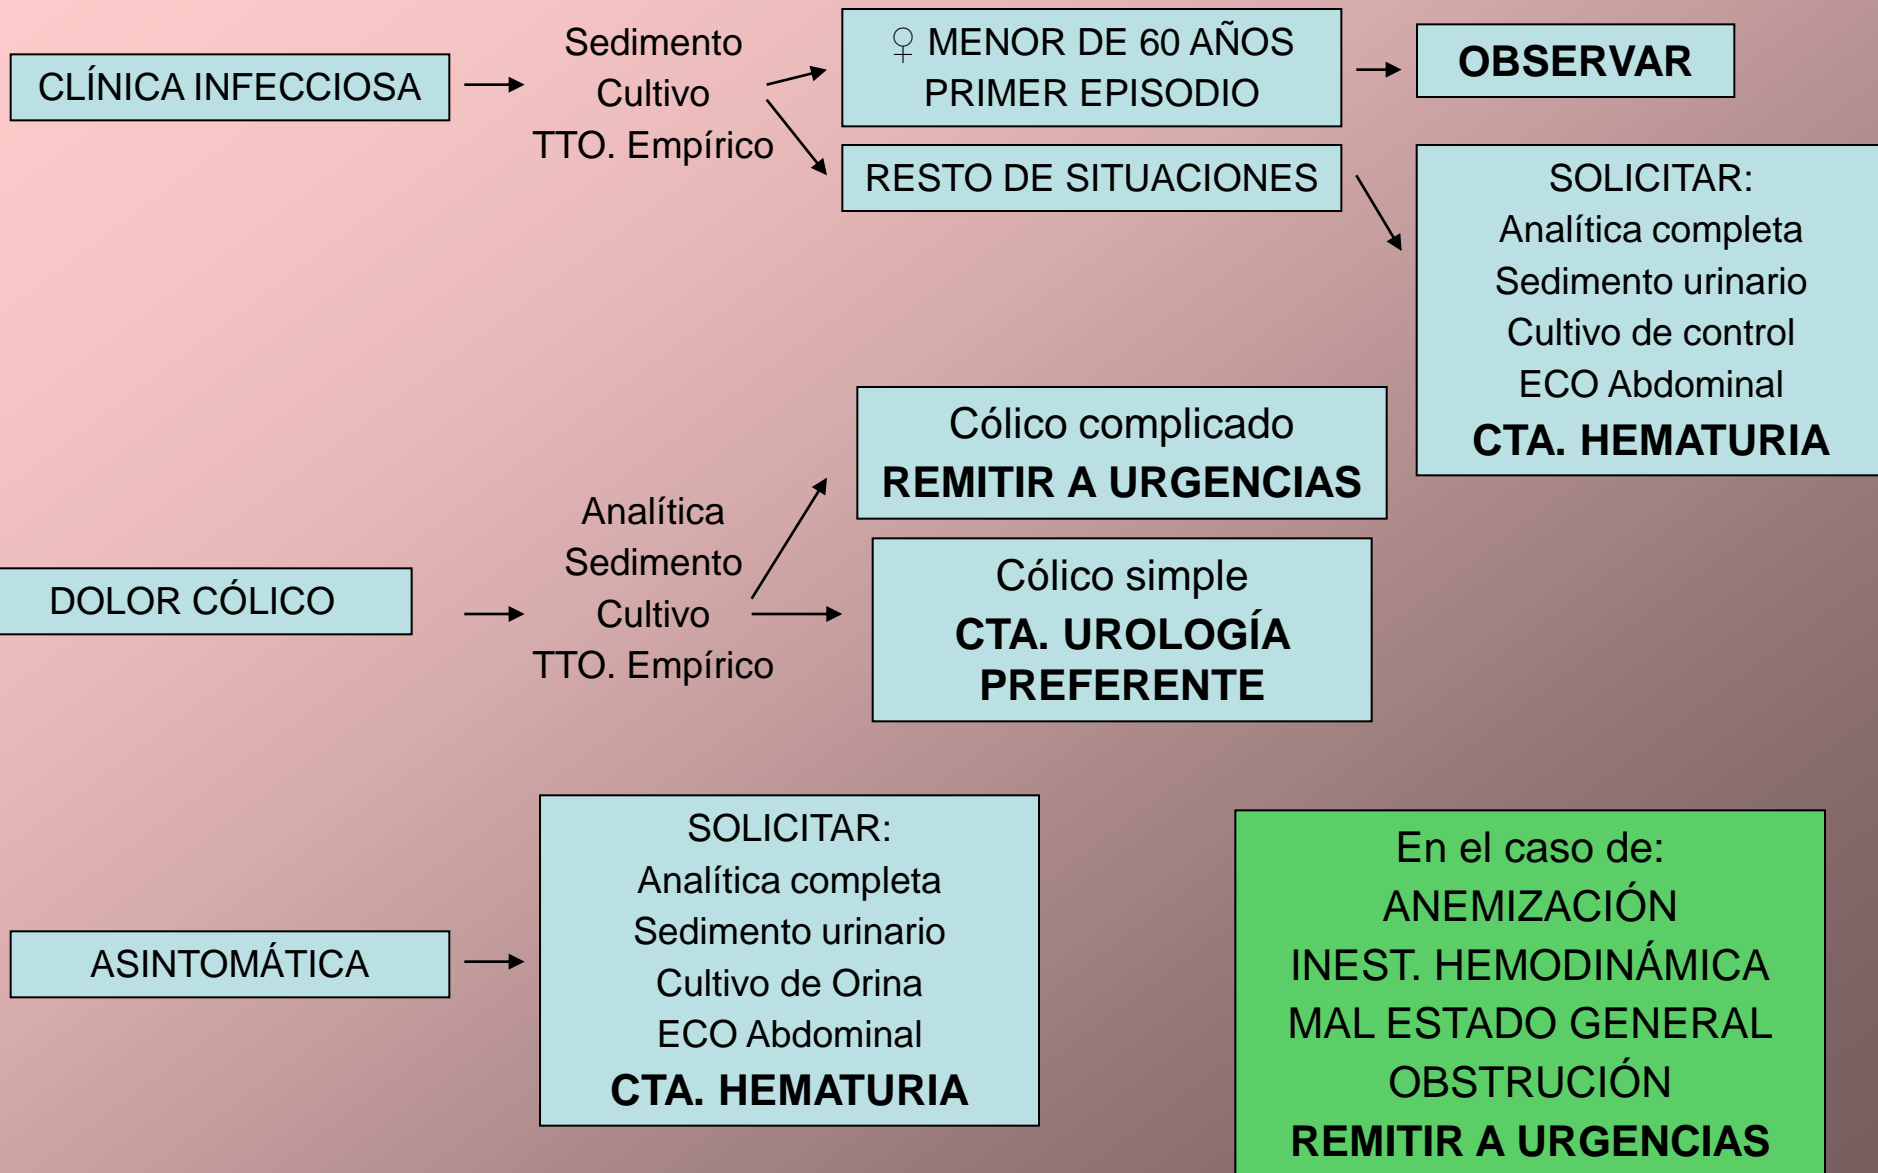 CLÍNICA INFECCIOSA
Sedimento
Cultivo
TTO. Empírico
♀ MENOR DE 60 AÑOS
PRIMER EPISODIO
OBSERVAR
RESTO DE SITUACIONES
SOLICITAR:
Analítica completa
Sedimento urinario
Cultivo de control
ECO Abdominal
CTA. HEMATURIA
DOLOR CÓLICO
Analítica
Sedimento
Cultivo
TTO. Empírico
Cólico complicado
REMITIR A URGENCIAS
Cólico simple
CTA. UROLOGÍA
PREFERENTE
ASINTOMÁTICA
SOLICITAR:
Analítica completa
Sedimento urinario
Cultivo de Orina
ECO Abdominal
CTA. HEMATURIA
En el caso de:
ANEMIZACIÓN
INEST. HEMODINÁMICA
MAL ESTADO GENERAL
OBSTRUCIÓN
REMITIR A URGENCIAS